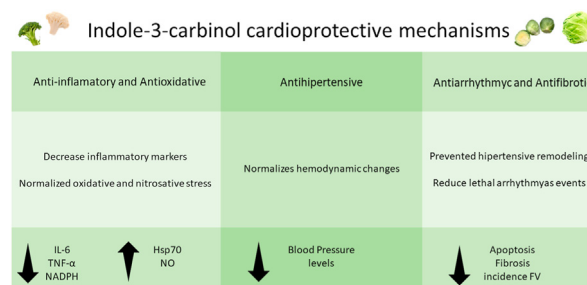 Indole-3-carbinol cardioprotective mechanisms
Anti-inflamatory and Antioxidative
Antihipertensive
Antiarrhythmyc and Antifibroti
Decrease inflammatory markers
Normalized oxidative and nitrosative stress
Normalizes hemodynamic changes
Prevented hipertensive remodeling
Reduce lethal arrhythmyas events
IL-6
TNF-α
NADPH
Hsp70
NO
Blood Pressure
levels
Apoptosis
Fibrosis
incidence FV